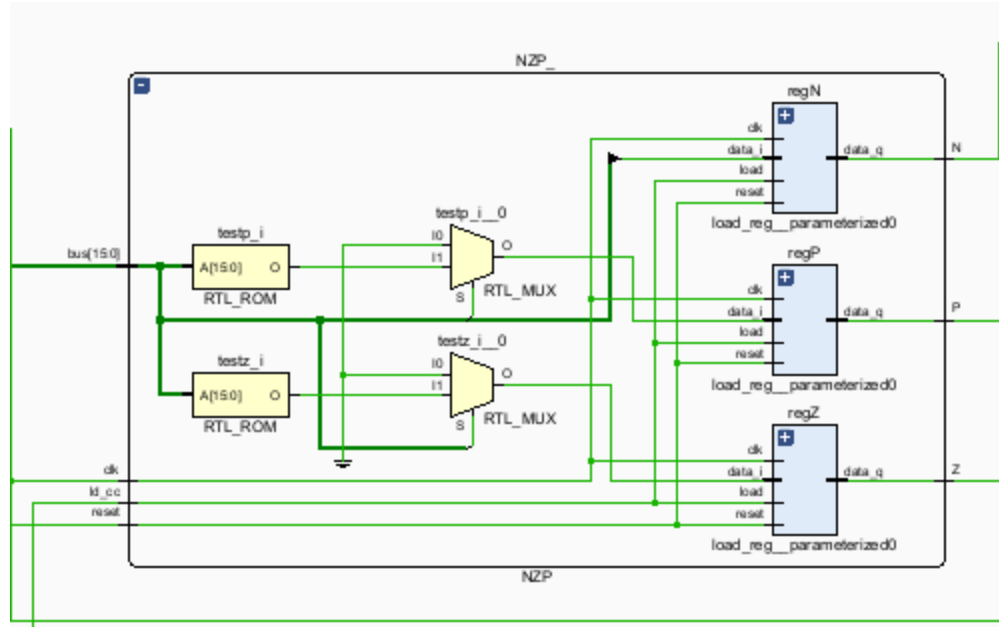 NZP_
regN
clk
data_i
data_q
N
load
reset
load_reg__parameterized0
testp_i__0
I0
I1
O
S
RTL_MUX
testp_i
bus[15:0]
A[15:0]
O
RTL_ROM
regP
clk
data_i
data_q
P
load
reset
load_reg__parameterized0
testz_i__0
I0
I1
O
S
RTL_MUX
testz_i
A[15:0]
O
RTL_ROM
regZ
clk
data_i
data_q
Z
load
reset
load_reg__parameterized0
clk
ld_cc
reset
NZP